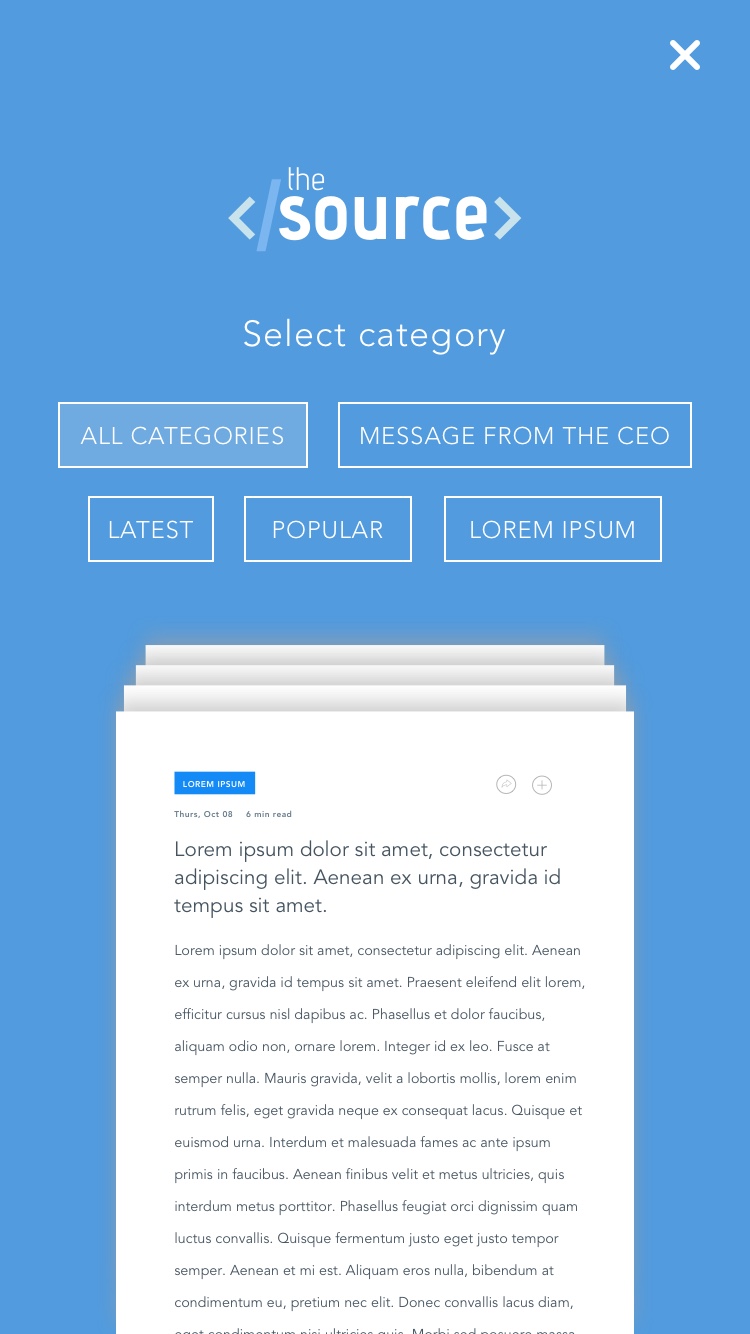 the
</source>
Select category
ALL CATEGORIES
MESSAGE FROM THE CEO
LATEST
POPULAR
LOREM IPSUM
LOREM IPSUM
Thurs, Oct 08 6 min read
Lorem ipsum dolor sit amet, consectetur
adipiscing elit. Aenean ex urna, gravida id
tempus sit amet.
Lorem ipsum dolor sit amet, consectetur adipiscing elit. Aenean
ex urna, gravida id tempus sit amet. Praesent eleifend elit lorem,
efficitur cursus nisl dapibus ac. Phasellus et dolor faucibus,
aliquam odio non, ornare lorem. Integer id ex leo. Fusce at
semper nulla. Mauris gravida, velit a lobortis mollis, lorem enim
rutrum felis, eget gravida neque ex consequat lacus. Quisque et
euismod urna. Interdum et malesuada fames ac ante ipsum
primis in faucibus. Aenean finibus velit et metus ultricies, quis
interdum metus porttitor. Phasellus feugiat orci dignissim quam
luctus convallis. Quisque fermentum justo eget justo tempor
semper. Aenean et mi est. Aliquam eros nulla, bibendum at
condimentum eu, pretium nec elit. Donec convallis lacus diam,